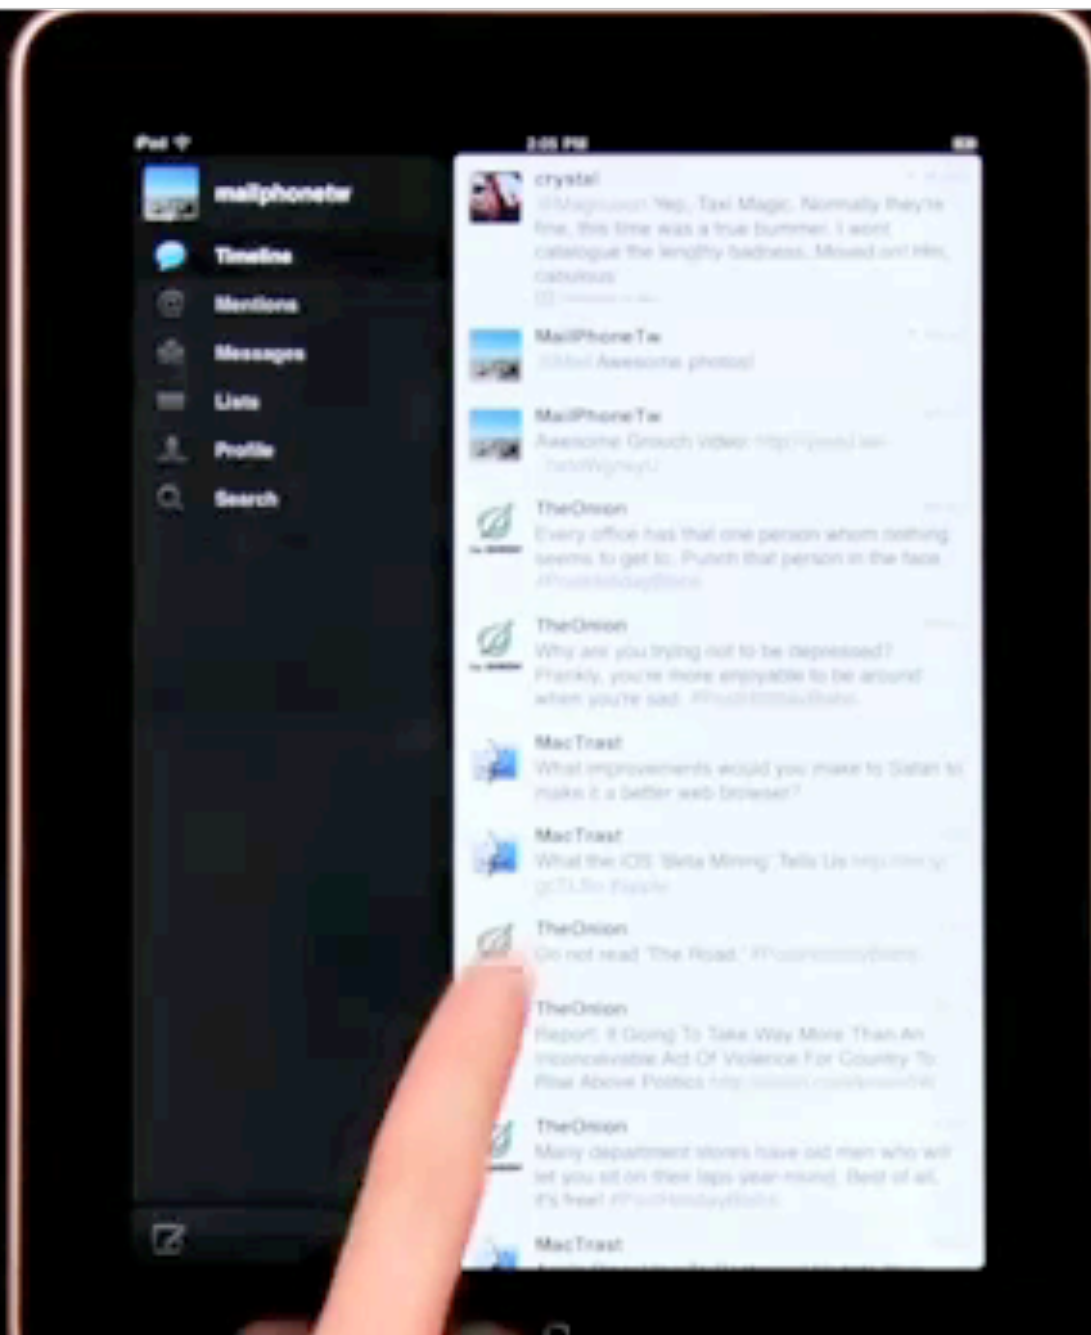 iPad
3:05 PM
mailphonetw
Timeline
Mentions
Messages
Lists
Profile
Search
crystal
Yep, Taxi Magic. Normally they're
fine, this time was a true bummer. I wont
catalogue the lengthy badness. Moved on!
MailPhoneTw
Awesome photos!
MailPhoneTw
Awesome Grouch video:
TheOnion
Every office has that one person whom nothing
seems to get to. Punch that person in the face.
TheOnion
Why are you trying not to be depressed?
Frankly, you're more enjoyable to be around
when you're sad.
MacTrast
What improvements would you make to Safari to
make it a better web browser?
MacTrast
What the iOS 'Beta Mining' Tells Us
TheOnion
Do not read 'The Road.'
TheOnion
Report: It Going To Take Way More Than An
Inconceivable Act Of Violence For Country To
Rise Above Politics
TheOnion
Many department stores have old men who will
let you sit on their laps year-round. Best of all,
it's free!
MacTrast